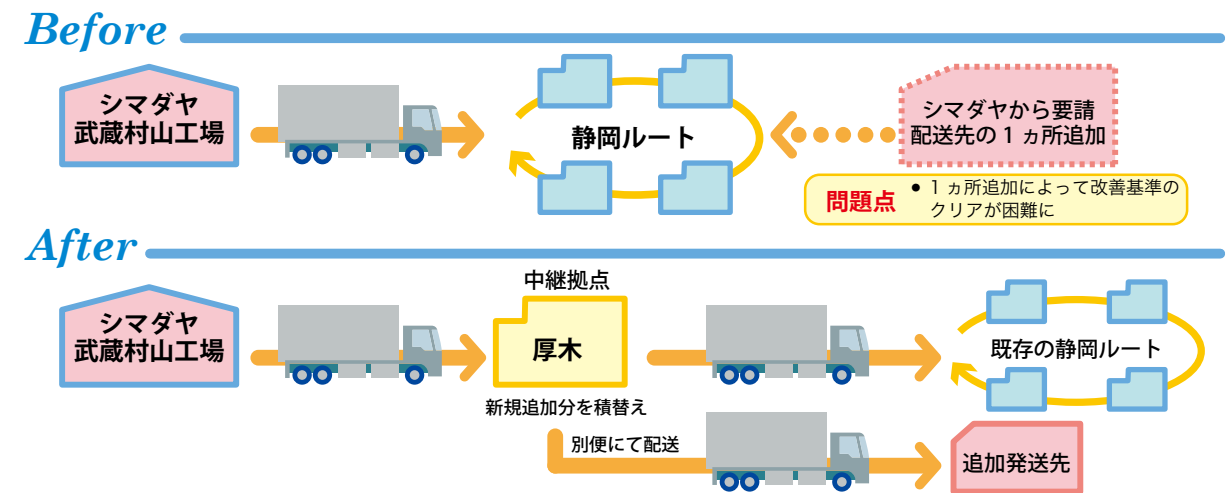 Before
シマダヤ
武蔵村山工場
静岡ルート
シマダヤから要請
配送先の1ヵ所追加
問題点
● 1ヵ所追加によって改善基準の
クリアが困難に
After
シマダヤ
武蔵村山工場
中継拠点
厚木
新規追加分を積替え
別便にて配送
既存の静岡ルート
追加発送先